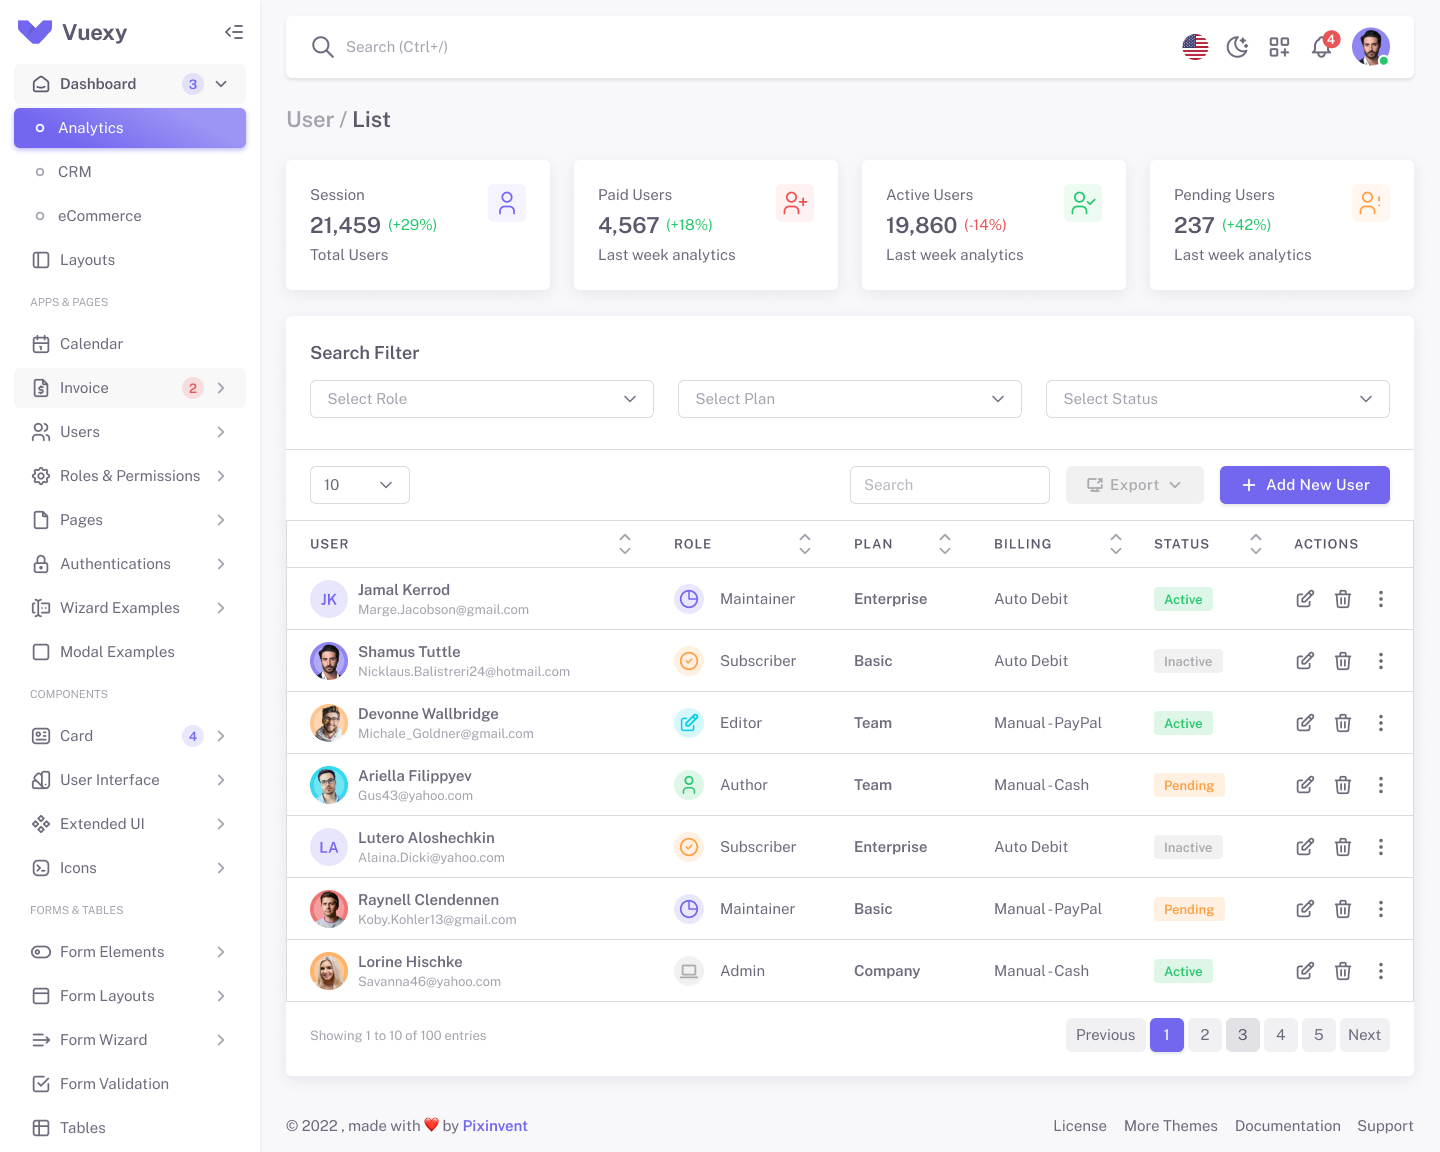 Vuexy
Dashboard 3
Analytics
CRM
eCommerce
Layouts
APPS & PAGES
Calendar
Invoice 2
Users
Roles & Permissions
Pages
Authentications
Wizard Examples
Modal Examples
COMPONENTS
Card 4
User Interface
Extended UI
Icons
FORMS & TABLES
Form Elements
Form Layouts
Form Wizard
Form Validation
Tables
Search (Ctrl+/)
4
User / List
Session
21,459 (+29%)
Total Users
Paid Users
4,567 (+18%)
Last week analytics
Active Users
19,860 (-14%)
Last week analytics
Pending Users
237 (+42%)
Last week analytics
Search Filter
Select Role Select Plan Select Status
10 Search Export Add New User
USER ROLE PLAN BILLING STATUS ACTIONS
JK Jamal Kerrod Maintainer Enterprise Auto Debit Active
Marge.Jacobson@gmail.com
Shamus Tuttle Subscriber Basic Auto Debit Inactive
Nicklaus.Balistreri24@hotmail.com
Devonne Wallbridge Editor Team Manual - PayPal Active
Michale_Goldner@gmail.com
Ariella Filippyev Author Team Manual - Cash Pending
Gus43@yahoo.com
LA Lutero Aloshechkin Subscriber Enterprise Auto Debit Inactive
Alaina.Dicki@yahoo.com
Raynell Clendennen Maintainer Basic Manual - PayPal Pending
Koby.Kohler13@gmail.com
Lorine Hischke Admin Company Manual - Cash Active
Savanna46@yahoo.com
Showing 1 to 10 of 100 entries Previous 1 2 3 4 5 Next
© 2022 , made with ❤️ by Pixinvent License More Themes Documentation Support